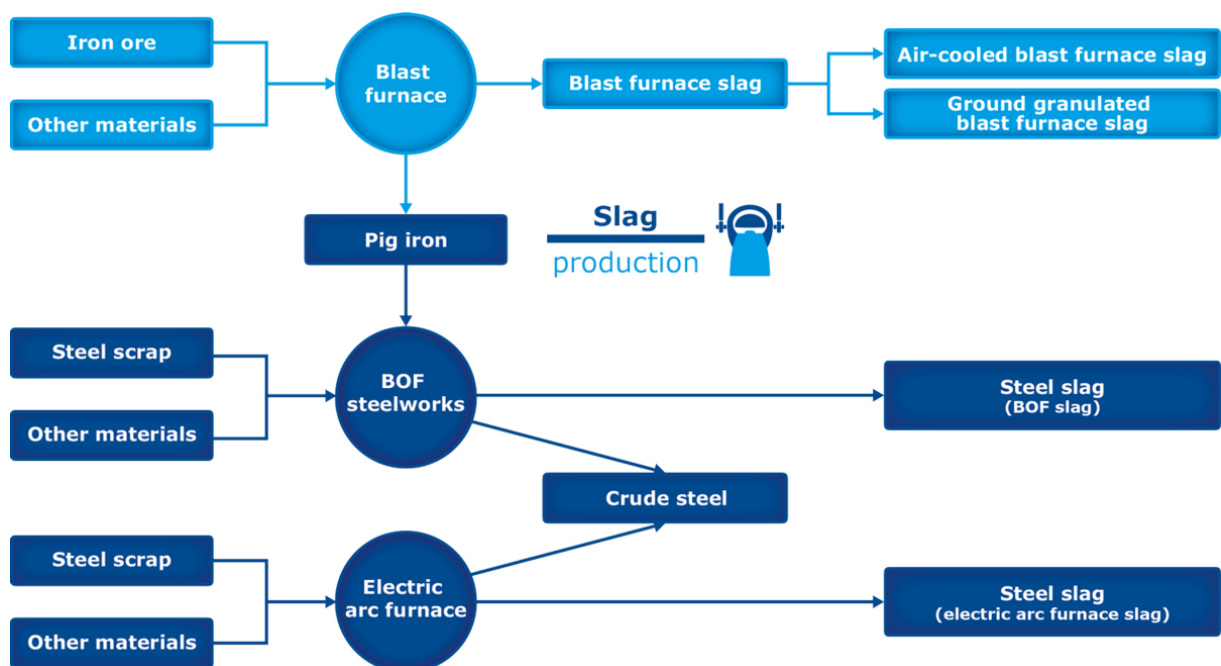 Iron ore
Other materials
Blast
furnace
Blast furnace slag
Air-cooled blast furnace slag
Ground granulated
blast furnace slag
Pig iron
Slag
production
Steel scrap
Other materials
BOF
steelworks
Steel slag
(BOF slag)
Crude steel
Steel scrap
Other materials
Electric
arc furnace
Steel slag
(electric arc furnace slag)